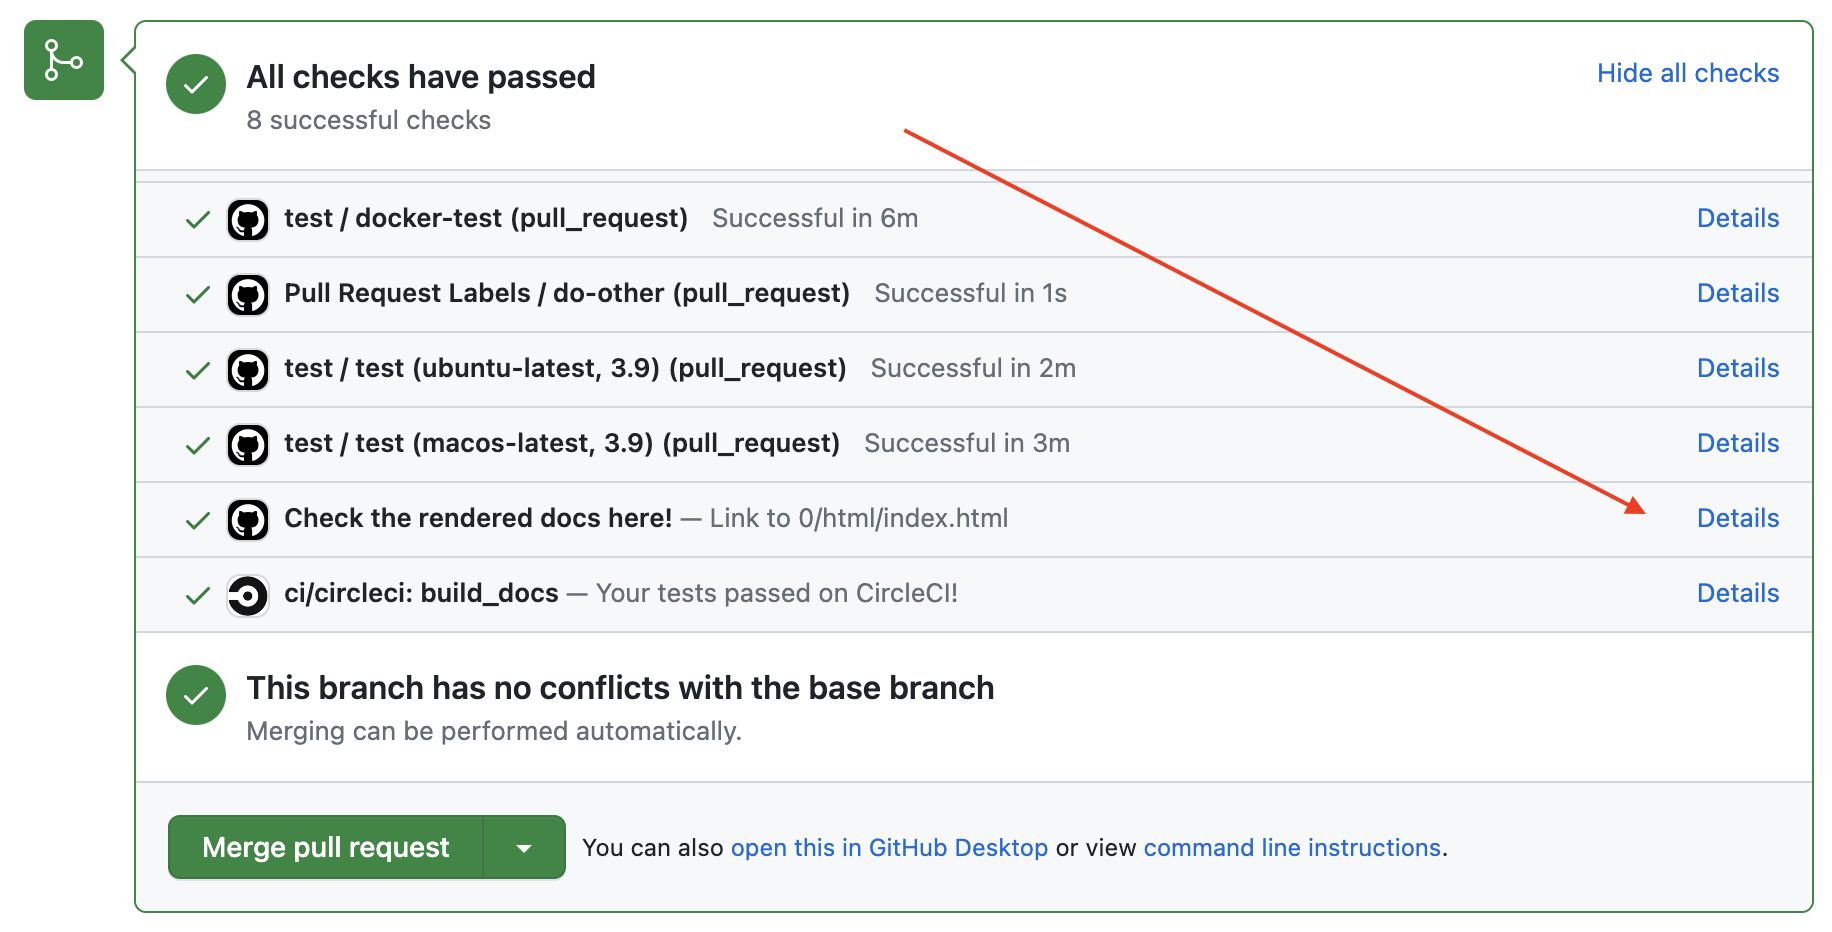 All checks have passed
Hide all checks
8 successful checks
test / docker-test (pull_request) Successful in 6m Details
Pull Request Labels / do-other (pull_request) Successful in 1s Details
test / test (ubuntu-latest, 3.9) (pull_request) Successful in 2m Details
test / test (macos-latest, 3.9) (pull_request) Successful in 3m Details
Check the rendered docs here! — Link to 0/html/index.html Details
ci/circleci: build_docs — Your tests passed on CircleCI! Details
This branch has no conflicts with the base branch
Merging can be performed automatically.
Merge pull request You can also open this in GitHub Desktop or view command line instructions.